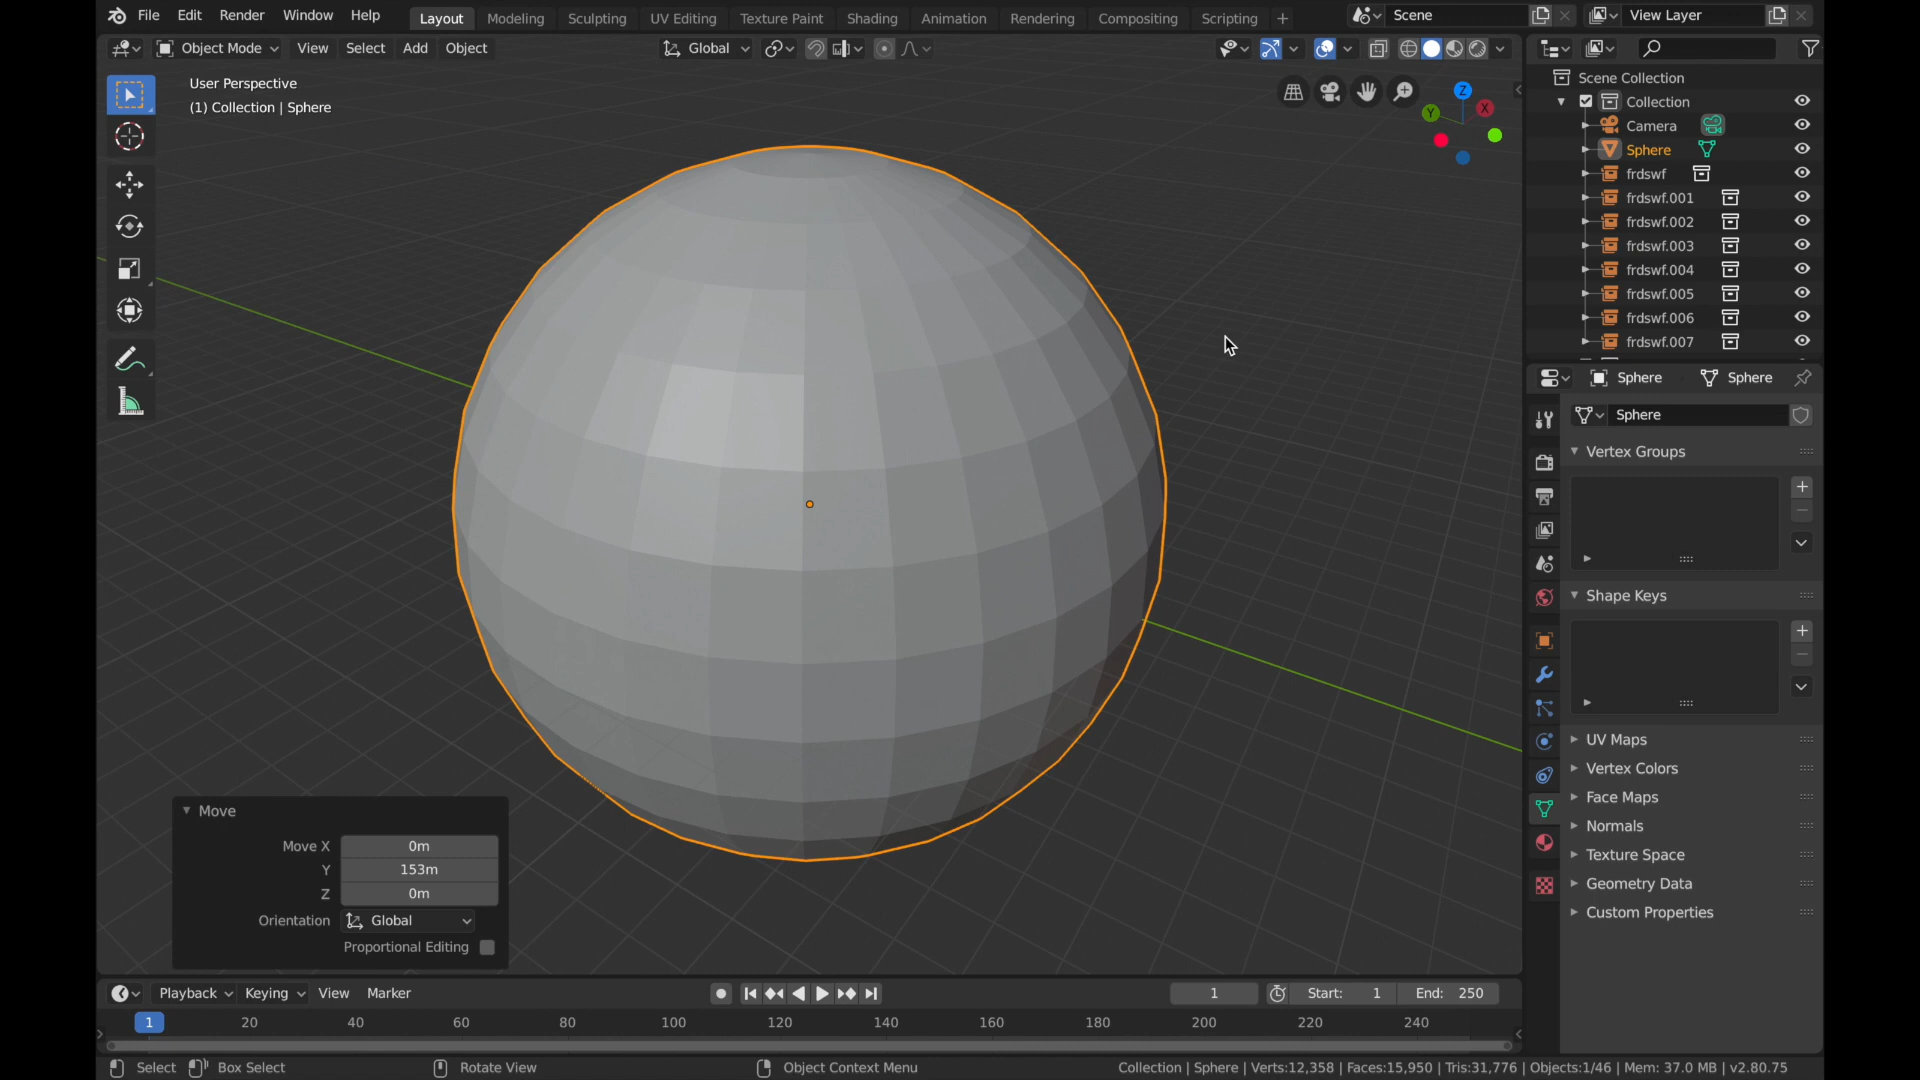 File Edit Render Window Help Layout Modeling Sculpting UV Editing Texture Paint Shading Animation Rendering Compositing Scripting + Scene View Layer
Object Mode View Select Add Object Global
User Perspective
(1) Collection | Sphere
Z
X
Y
Scene Collection
Collection
Camera
Sphere
frdswf
frdswf.001
frdswf.002
frdswf.003
frdswf.004
frdswf.005
frdswf.006
frdswf.007
Sphere Sphere
Sphere
Vertex Groups
Shape Keys
UV Maps
Vertex Colors
Face Maps
Normals
Texture Space
Geometry Data
Custom Properties
Move
Move X 0m
Y 153m
Z 0m
Orientation Global
Proportional Editing
Playback Keying View Marker 1 Start: 1 End: 250
1 20 40 60 80 100 120 140 160 180 200 220 240
Select Box Select Rotate View Object Context Menu Collection | Sphere | Verts:12,358 | Faces:15,950 | Tris:31,776 | Objects:1/46 | Mem: 37.0 MB | v2.80.75